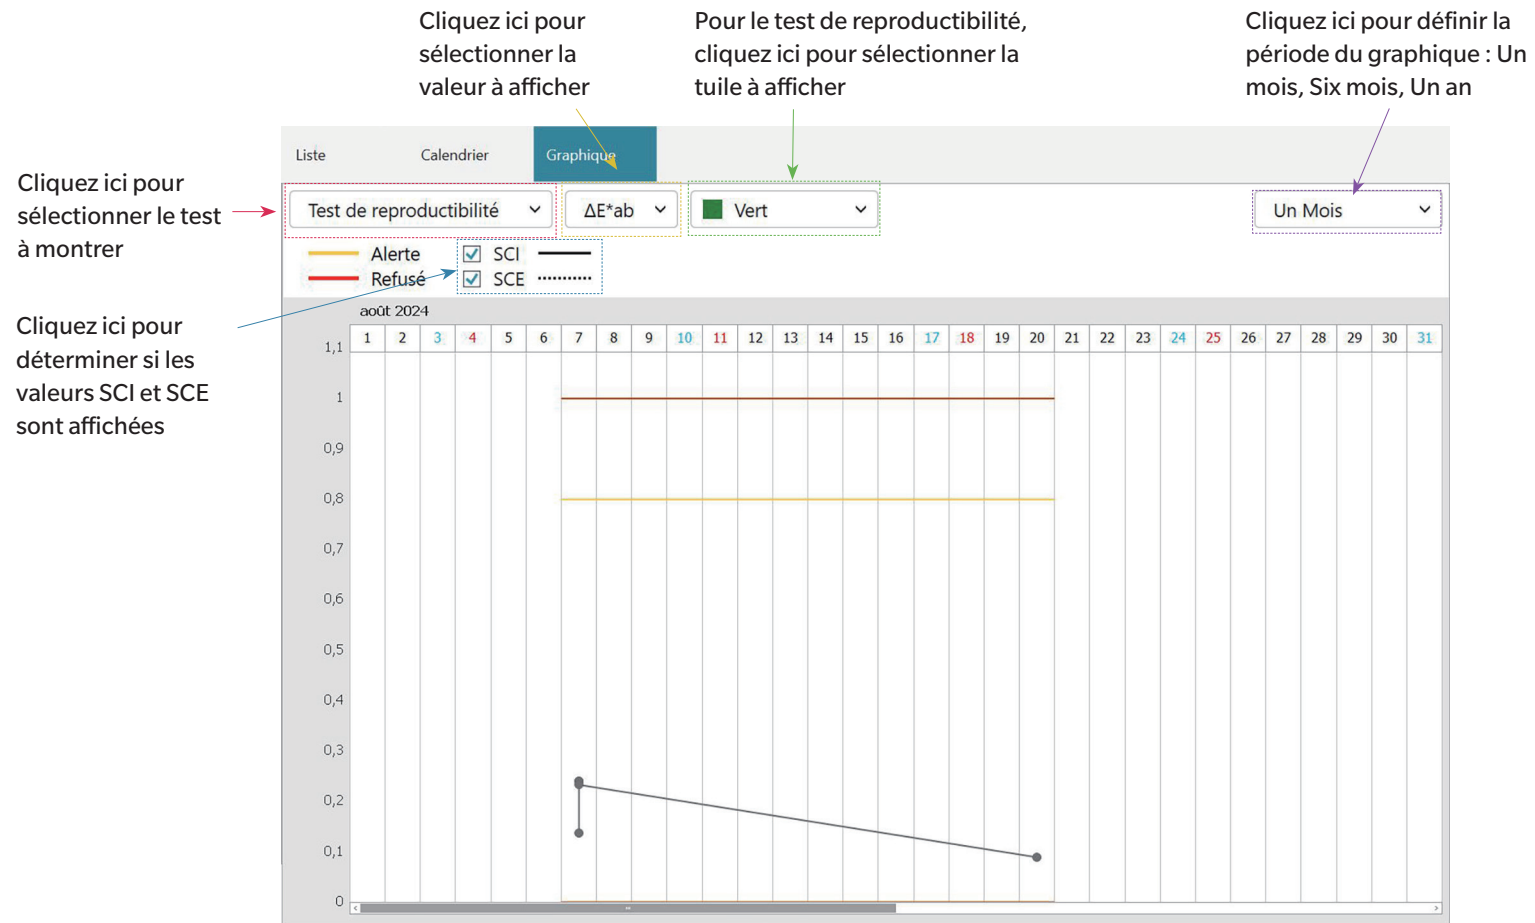 Cliquez ici pour
sélectionner la
valeur à afficher
Pour le test de reproductibilité,
cliquez ici pour sélectionner la
tuile à afficher
Cliquez ici pour définir la
période du graphique : Un
mois, Six mois, Un an
Liste
Calendrier
Graphique
Cliquez ici pour
sélectionner le test
à montrer
Test de reproductibilité
ΔE*ab
Vert
Un Mois
Alerte
SCI
Refusé
SCE
Cliquez ici pour
déterminer si les
valeurs SCI et SCE
sont affichées
août 2024
1 2 3 4 5 6 7 8 9 10 11 12 13 14 15 16 17 18 19 20 21 22 23 24 25 26 27 28 29 30 31
1,1
1
0,9
0,8
0,7
0,6
0,5
0,4
0,3
0,2
0,1
0